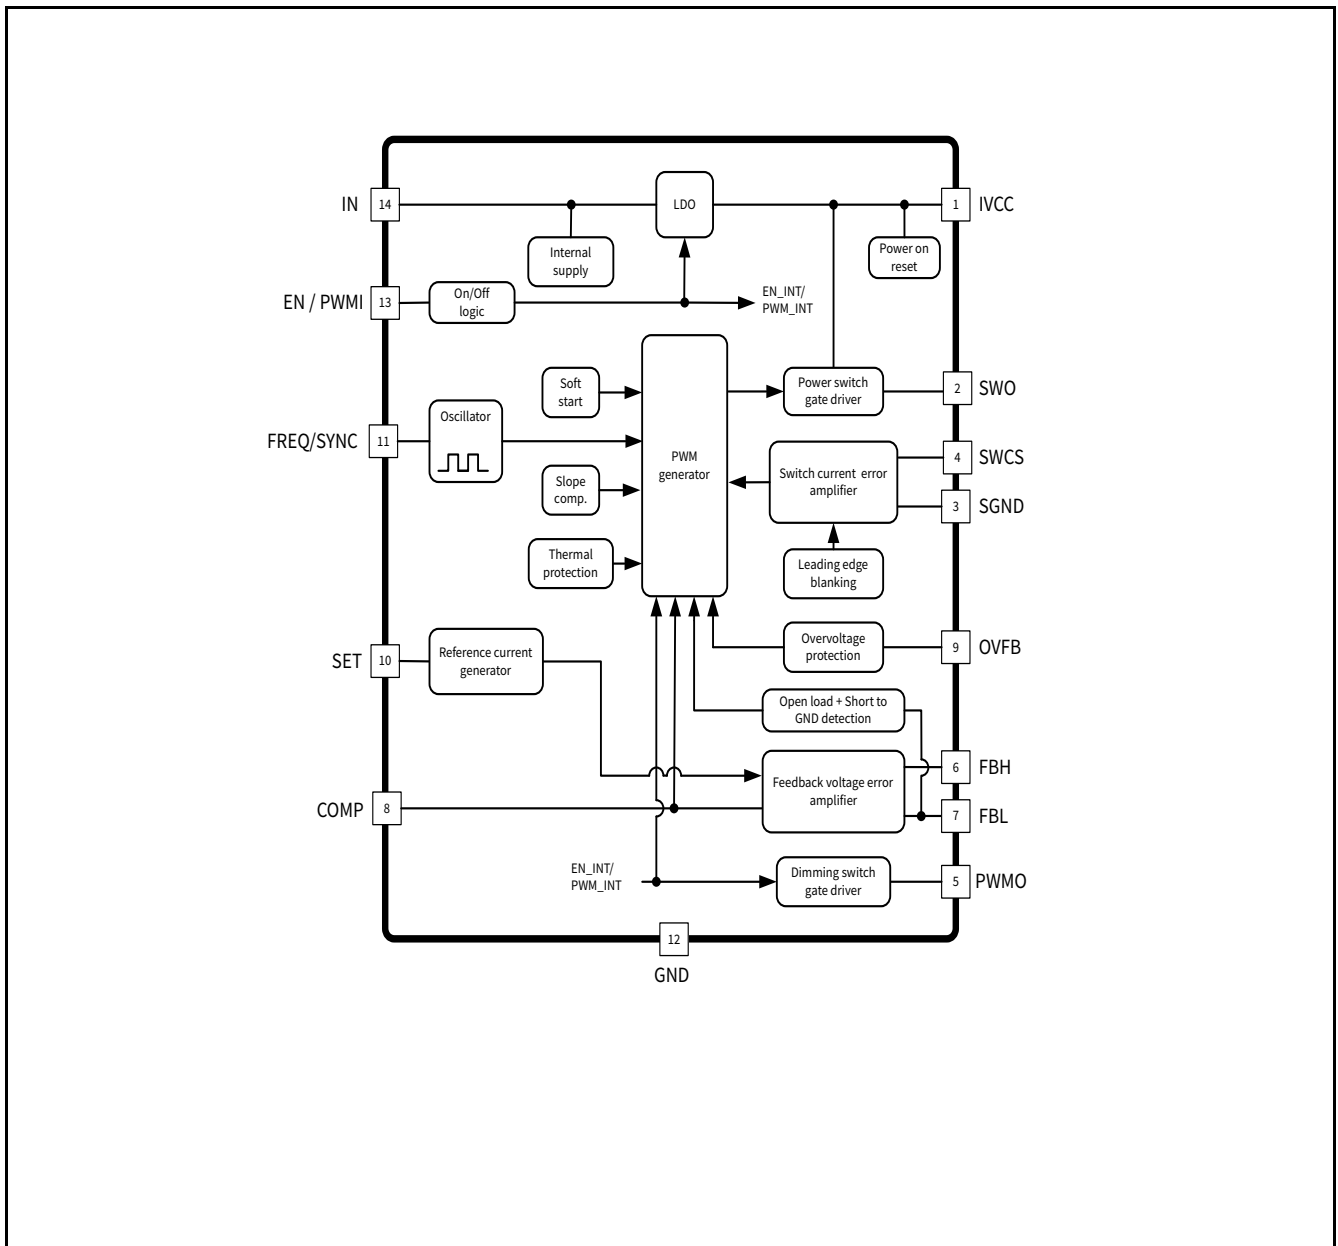 LDO
IN
14
1
IVCC
Internal
supply
Power on
reset
EN / PWMI
13
On/Off
logic
EN_INT/
PWM_INT
Soft
start
Power switch
gate driver
2
SWO
FREQ/SYNC
11
Oscillator
PWM
generator
Switch current error
amplifier
4
SWCS
Slope
comp.
3
SGND
Thermal
protection
Leading edge
blanking
SET
10
Reference current
generator
Overvoltage
protection
9
OVFB
Open load + Short to
GND detection
6
FBH
Feedback voltage error
amplifier
COMP
8
7
FBL
EN_INT/
PWM_INT
Dimming switch
gate driver
5
PWMO
12
GND